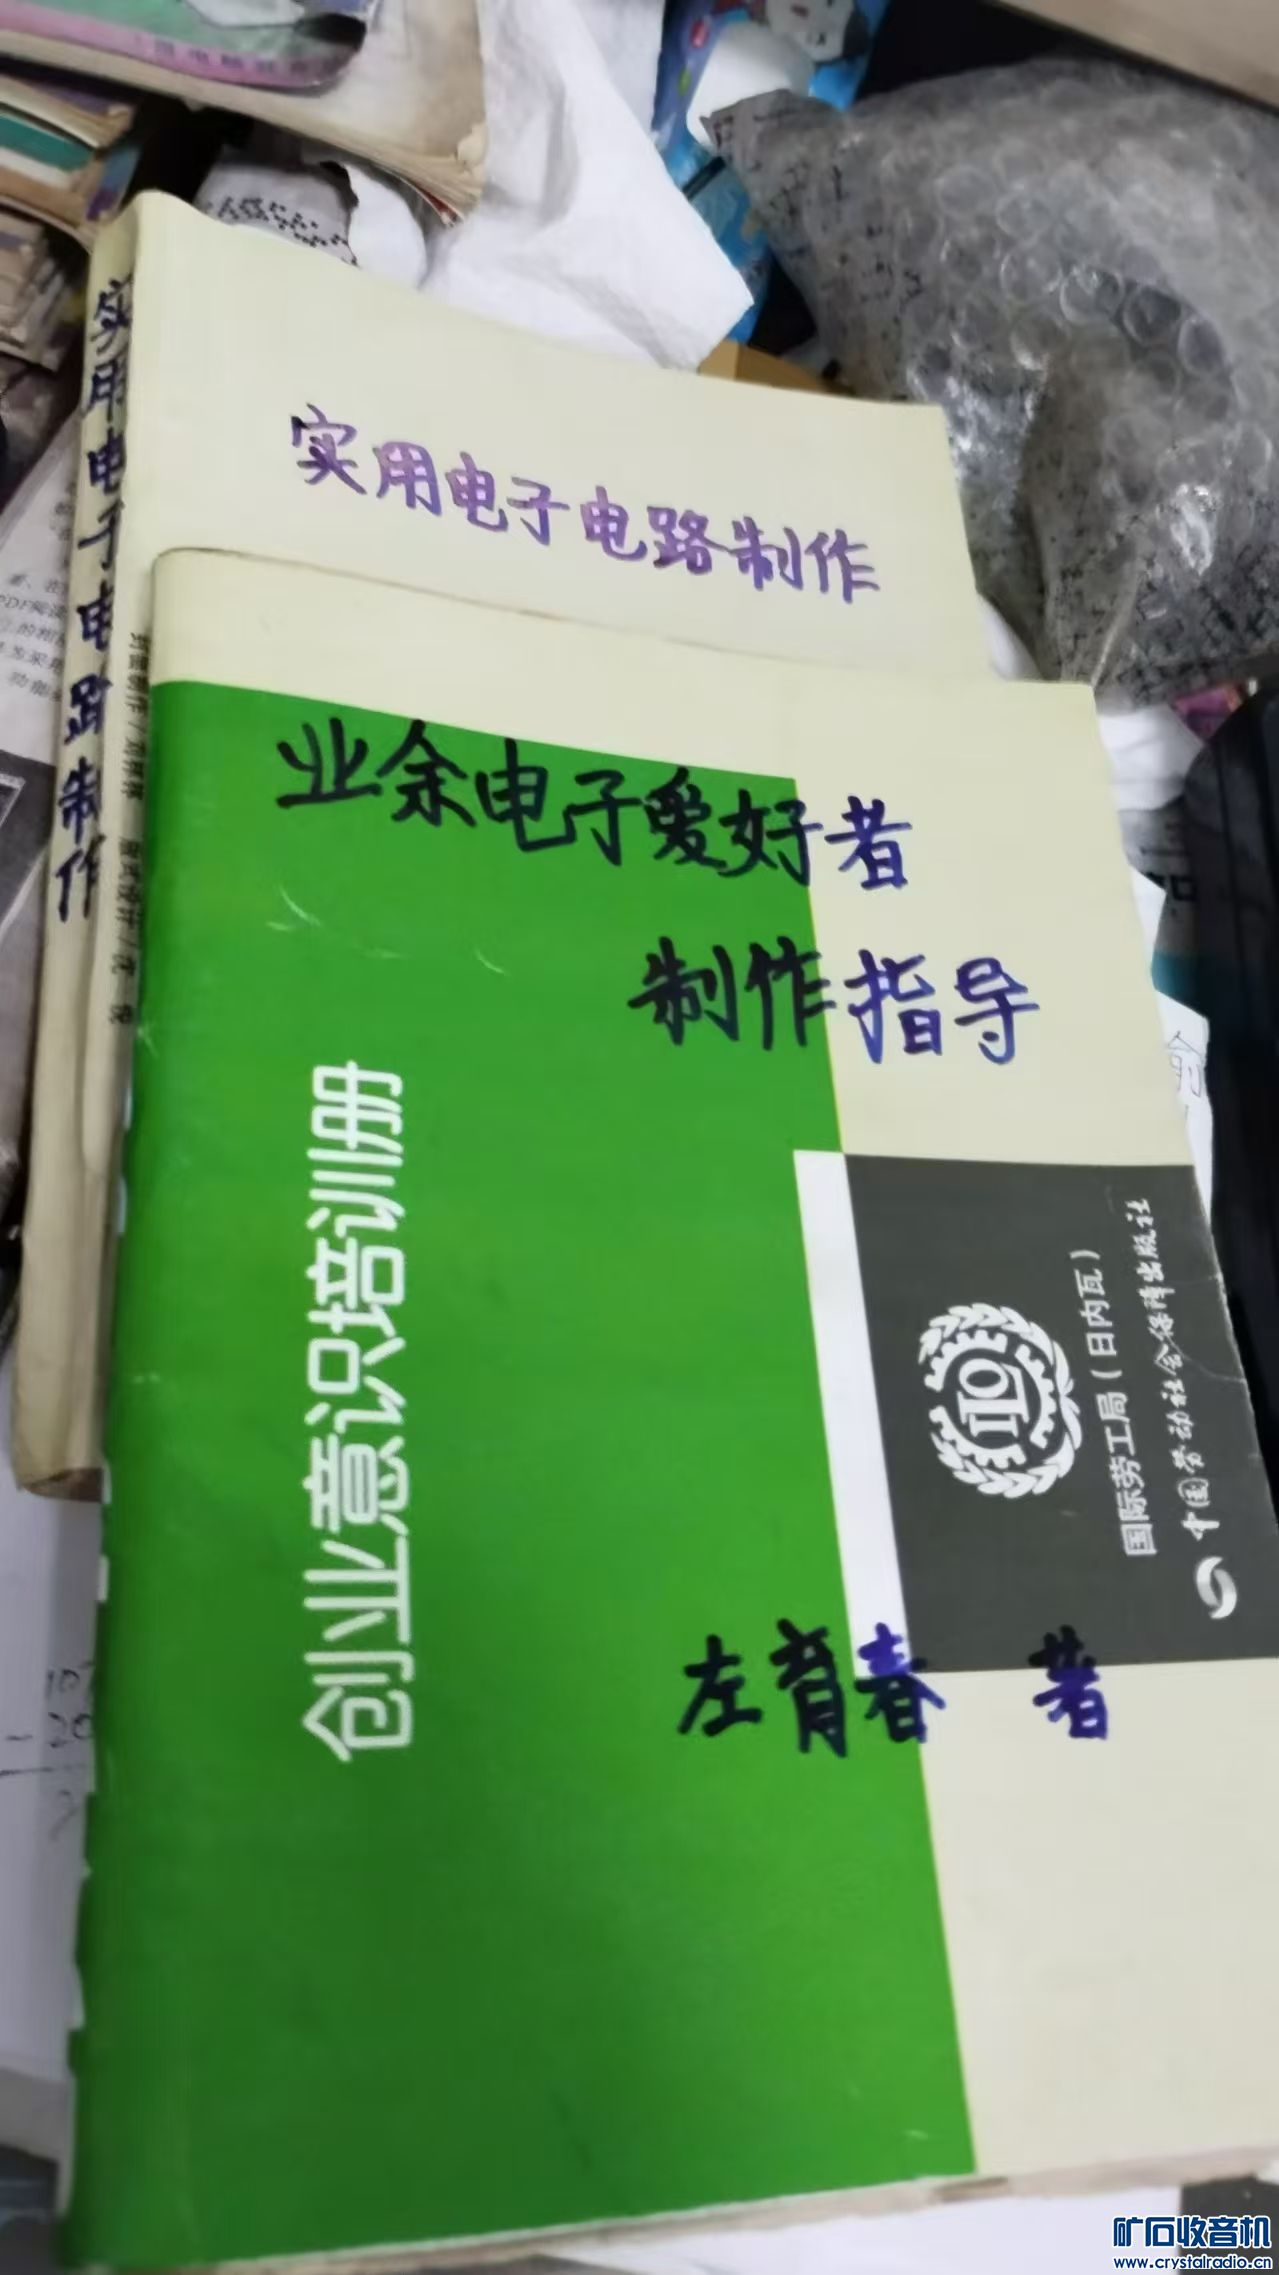 实用电子电路制作
实用电子电路制作
业余电子爱好者
制作指导
创业意识培训册
国际劳工局(日内瓦)
中国劳动社会保障出版社
ILO
左育春 著
矿石收音机
www.crystalradio.cn